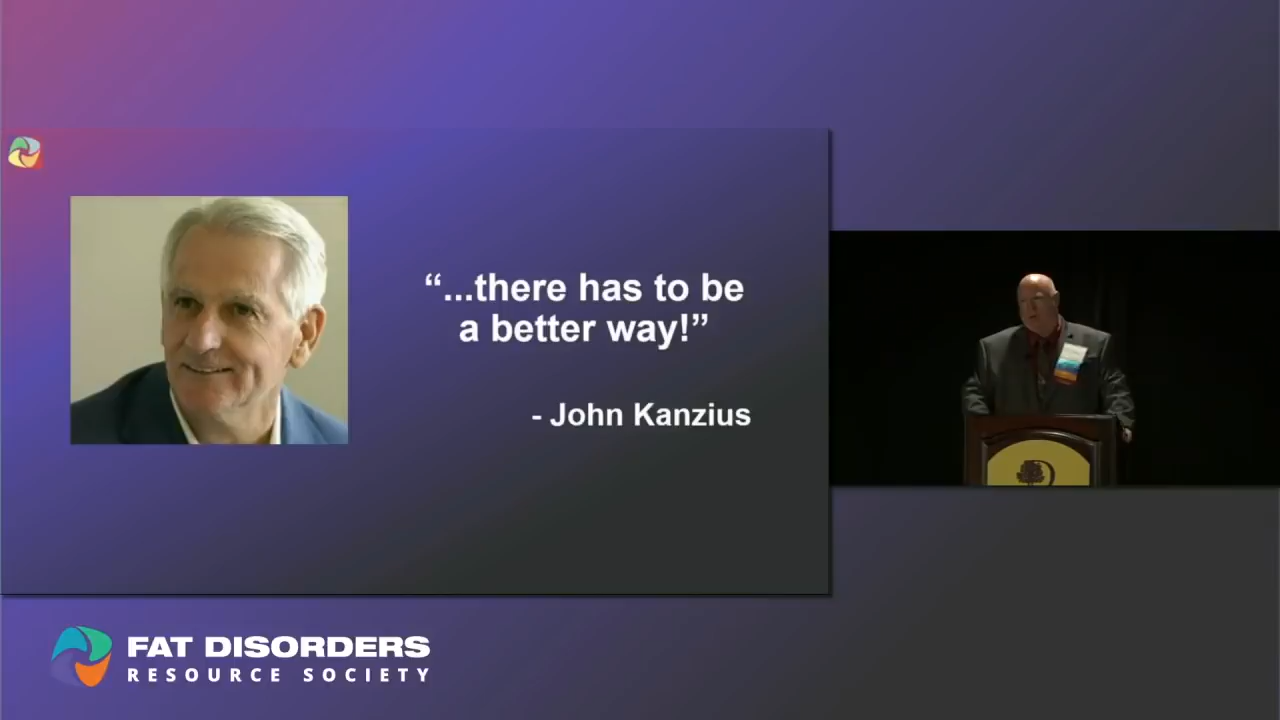 “...there has to be
a better way!”
- John Kanzius
FAT DISORDERS
RESOURCE SOCIETY